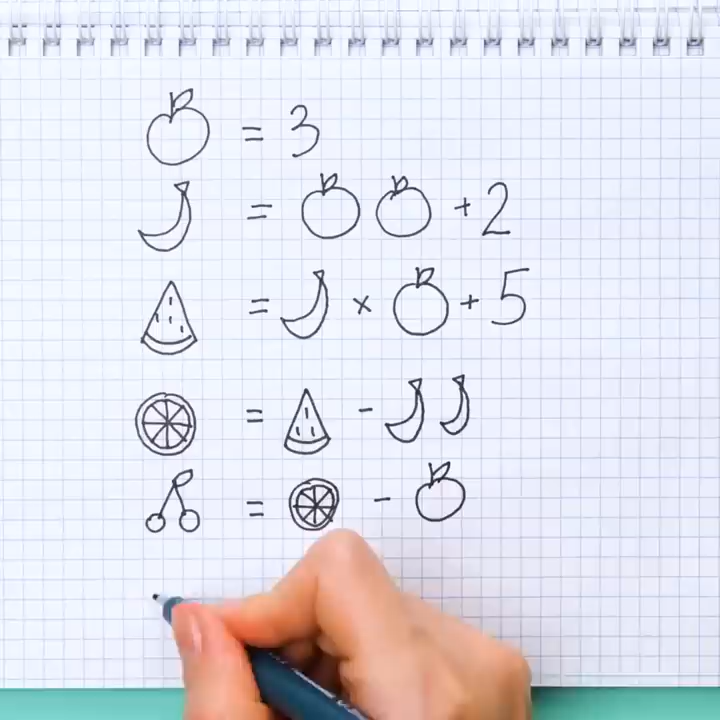 = 3
= + 2
= × + 5
= -
= -